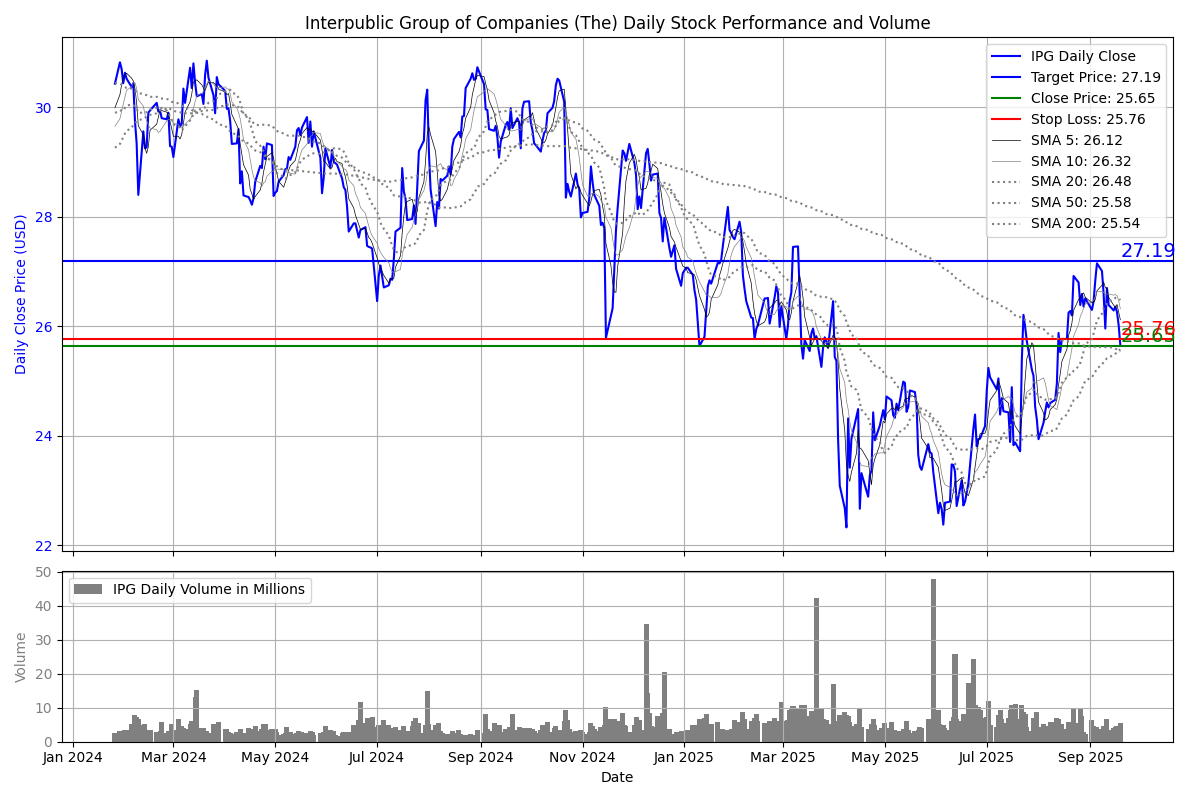 Interpublic Group of Companies (The) Daily Stock Performance and Volume
Daily Close Price (USD)
30
28
26
24
22
IPG Daily Close
Target Price: 27.19
Close Price: 25.65
Stop Loss: 25.76
SMA 5: 26.12
SMA 10: 26.32
SMA 20: 26.48
SMA 50: 25.58
SMA 200: 25.54
27.19
25.76
25.65
Volume
50
40
30
20
10
0
IPG Daily Volume in Millions
Jan 2024 Mar 2024 May 2024 Jul 2024 Sep 2024 Nov 2024 Jan 2025 Mar 2025 May 2025 Jul 2025 Sep 2025
Date